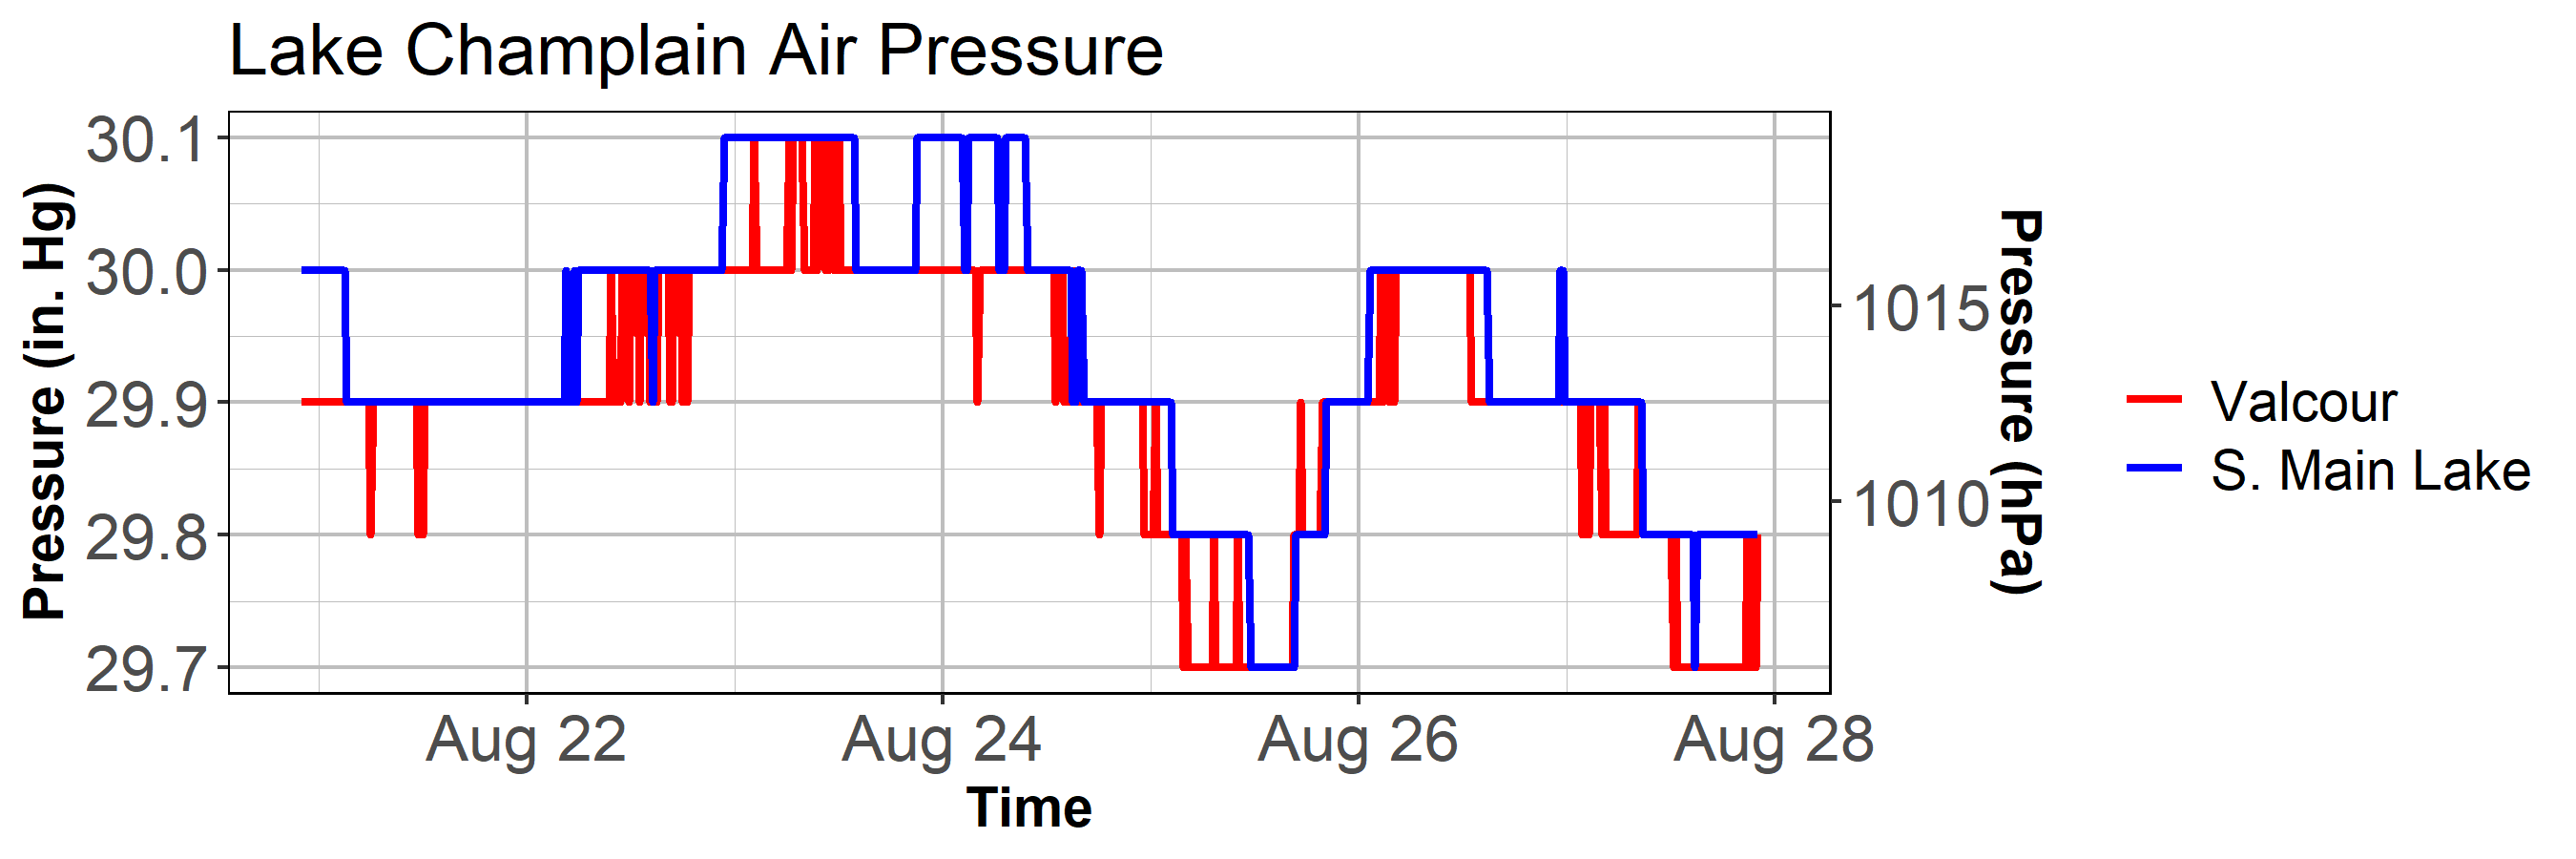 Lake Champlain Air Pressure
Pressure (in. Hg)
30.1
30.0
29.9
29.8
29.7
1015
1010
Pressure (hPa)
Aug 22
Aug 24
Aug 26
Aug 28
Time
Valcour
S. Main Lake